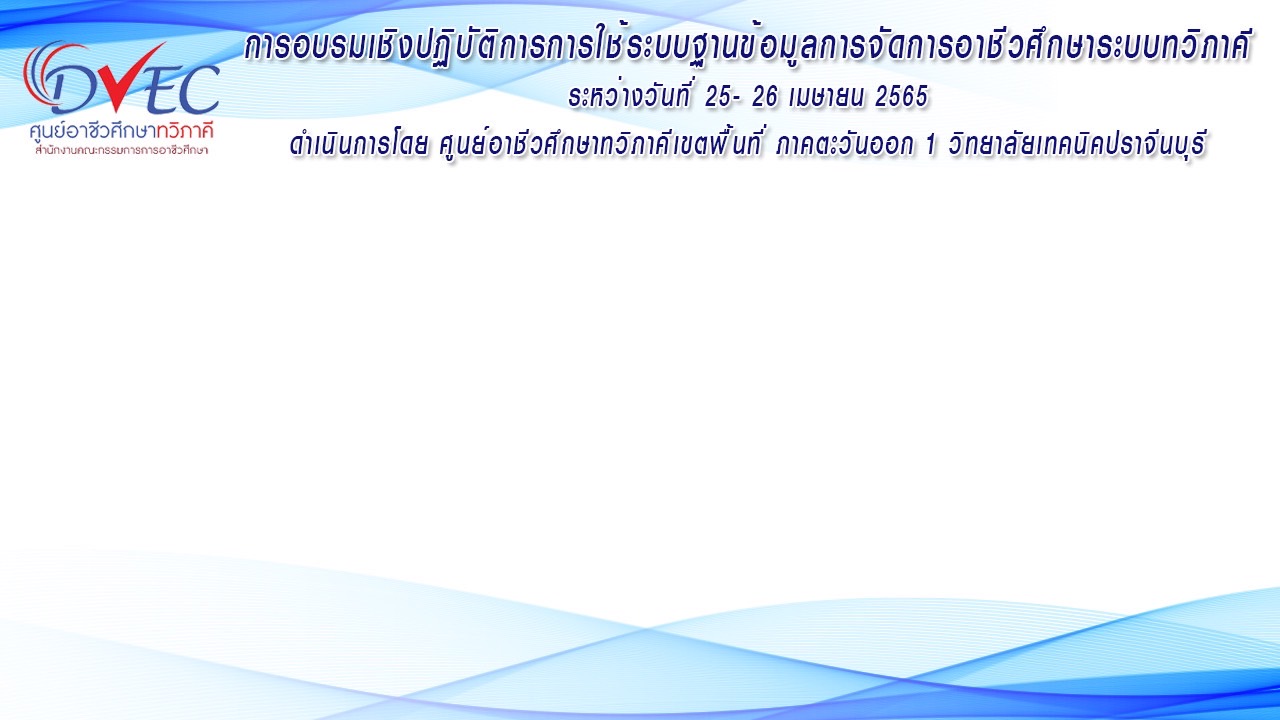 การอบรมเชิงปฏิบัติการการใช้ระบบฐานข้อมูลการจัดการอาชีวศึกษาระบบทวิภาคี
ระหว่างวันที่ 25- 26 เมษายน 2565
ดำเนินการโดย ศูนย์อาชีวศึกษาทวิภาคีเขตพื้นที่ ภาคตะวันออก 1 วิทยาลัยเทคนิคปราจีนบุรี
DVEC
ศูนย์อาชีวศึกษาทวิภาคี
สำนักงานคณะกรรมการการอาชีวศึกษา